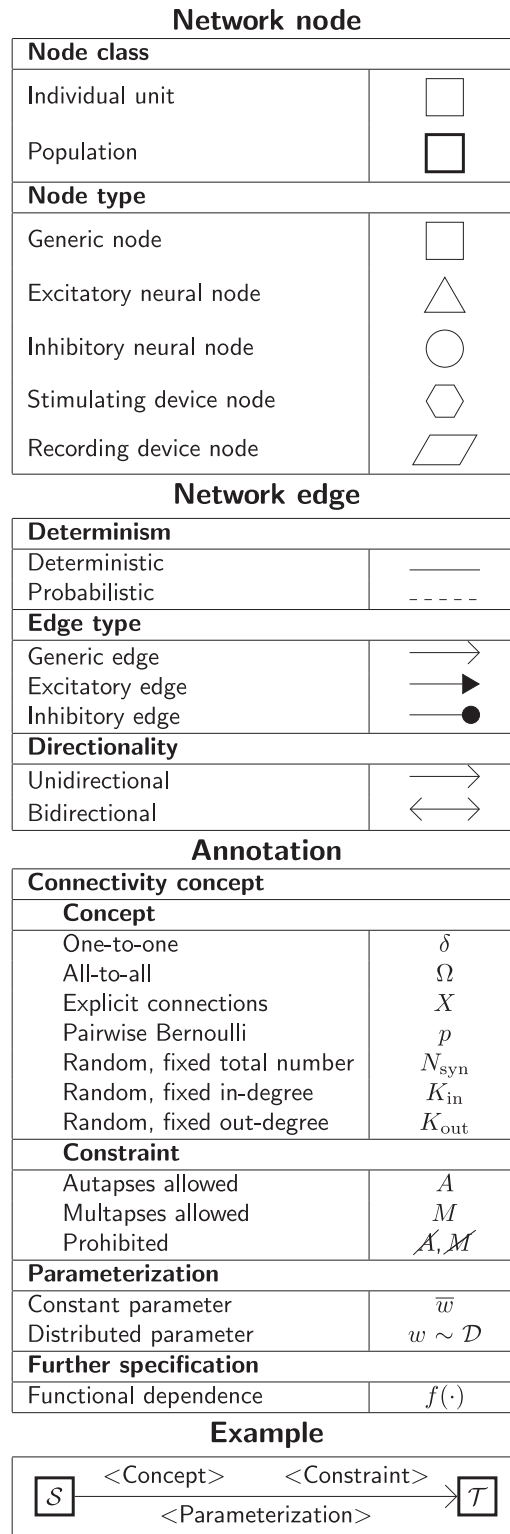 Network node
Node class
Individual unit
Population
Node type
Generic node
Excitatory neural node
Inhibitory neural node
Stimulating device node
Recording device node
Network edge
Determinism
Deterministic
Probabilistic
Edge type
Generic edge
Excitatory edge
Inhibitory edge
Directionality
Unidirectional
Bidirectional
Annotation
Connectivity concept
Concept
One-to-one δ
All-to-all Ω
Explicit connections X
Pairwise Bernoulli p
Random, fixed total number N_syn
Random, fixed in-degree K_in
Random, fixed out-degree K_out
Constraint
Autapses allowed A
Multapses allowed M
Prohibited A̸, M̸
Parameterization
Constant parameter w̅
Distributed parameter w ∼ 𝒟
Further specification
Functional dependence f(·)
Example
<Concept> <Constraint>
𝒮 𝒯
<Parameterization>